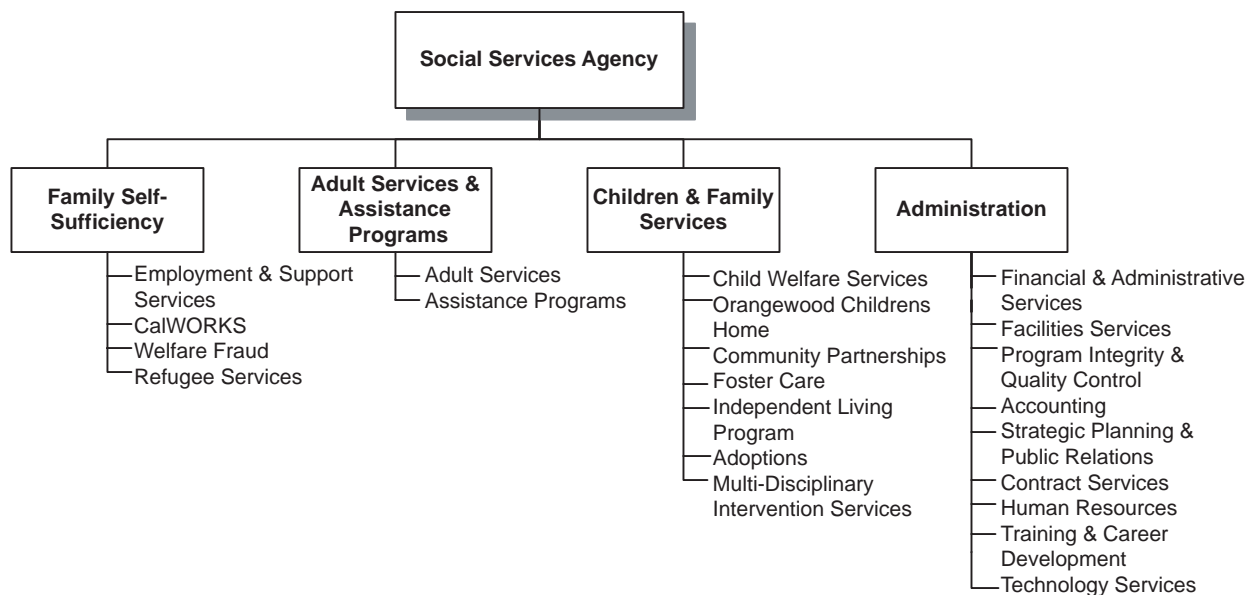 Social Services Agency
Family Self-
Sufficiency
Adult Services &
Assistance
Programs
Children & Family
Services
Administration
Employment & Support
Services
CalWORKS
Welfare Fraud
Refugee Services
Adult Services
Assistance Programs
Child Welfare Services
Orangewood Childrens
Home
Community Partnerships
Foster Care
Independent Living
Program
Adoptions
Multi-Disciplinary
Intervention Services
Financial & Administrative
Services
Facilities Services
Program Integrity &
Quality Control
Accounting
Strategic Planning &
Public Relations
Contract Services
Human Resources
Training & Career
Development
Technology Services